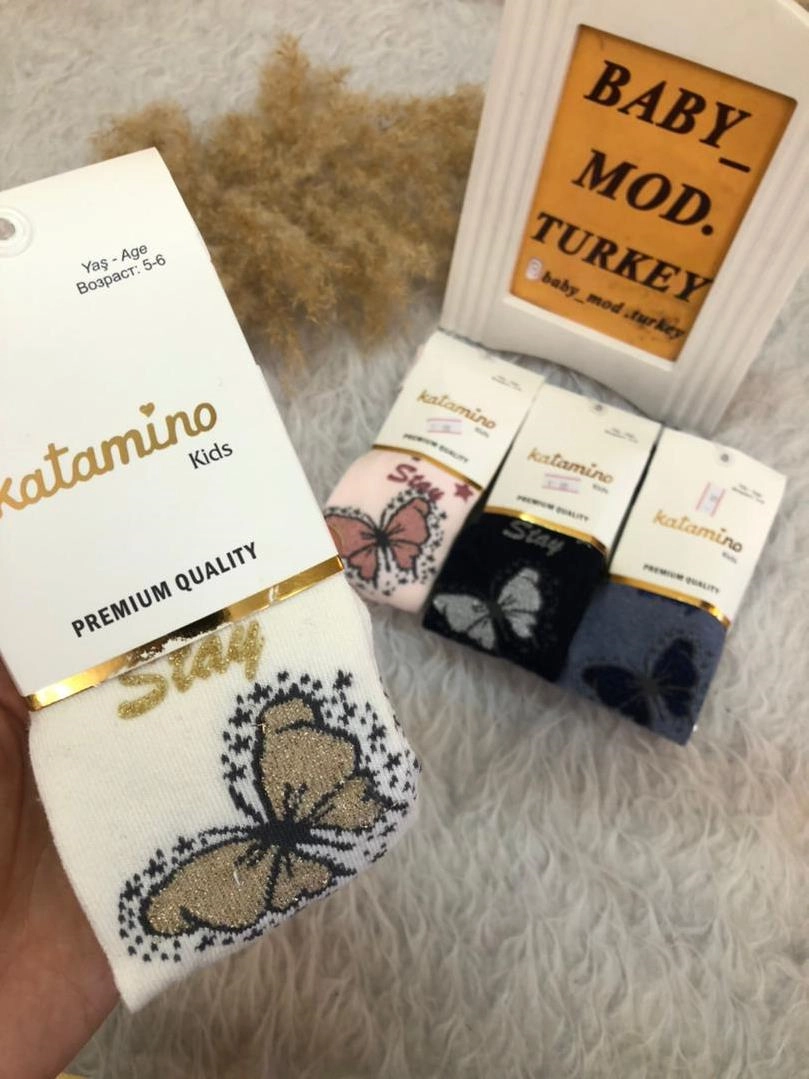 Yaş - Age
Возраст: 5-6
katamino
Kids
PREMIUM QUALITY
Stay
BABY_
MOD.
TURKEY
baby_mod.turkey
katamino
Kids
PREMIUM QUALITY
Stay
katamino
Kids
PREMIUM QUALITY
Stay
katamino
Kids
PREMIUM QUALITY